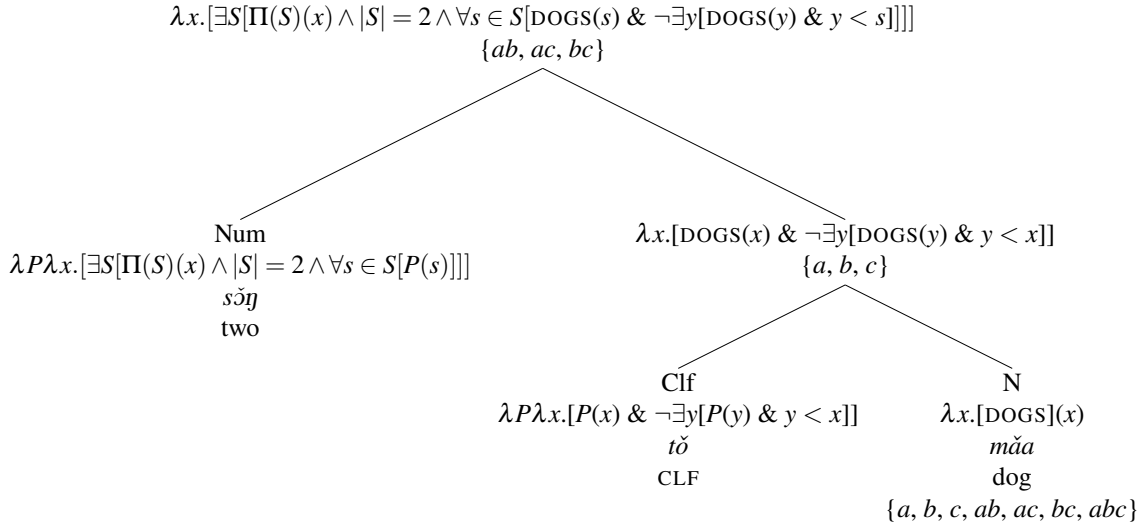 λx.[∃S[Π(S)(x) ∧ |S| = 2 ∧ ∀s ∈ S[DOGS(s) & ¬∃y[DOGS(y) & y < s]]]]
{ab, ac, bc}
Num
λPλx.[∃S[Π(S)(x) ∧ |S| = 2 ∧ ∀s ∈ S[P(s)]]]
sɔ̌ŋ
two
λx.[DOGS(x) & ¬∃y[DOGS(y) & y < x]]
{a, b, c}
Clf
λPλx.[P(x) & ¬∃y[P(y) & y < x]]
tǒ
CLF
N
λx.[DOGS](x)
mǎa
dog
{a, b, c, ab, ac, bc, abc}